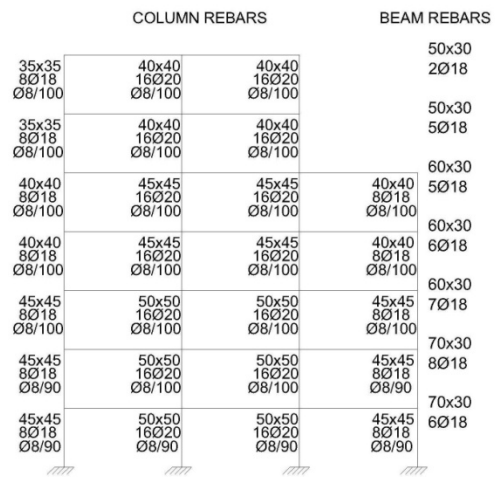 COLUMN REBARS BEAM REBARS
50x30
2Ø18
35x35 40x40 40x40
8Ø18 16Ø20 16Ø20
Ø8/100 Ø8/100 Ø8/100
50x30
5Ø18
35x35 40x40 40x40
8Ø18 16Ø20 16Ø20
Ø8/100 Ø8/100 Ø8/100
60x30
5Ø18
40x40 45x45 45x45 40x40
8Ø18 16Ø20 16Ø20 8Ø18
Ø8/100 Ø8/100 Ø8/100 Ø8/100
60x30
6Ø18
40x40 45x45 45x45 40x40
8Ø18 16Ø20 16Ø20 8Ø18
Ø8/100 Ø8/100 Ø8/100 Ø8/100
60x30
7Ø18
45x45 50x50 50x50 45x45
8Ø18 16Ø20 16Ø20 8Ø18
Ø8/100 Ø8/100 Ø8/100 Ø8/100
70x30
8Ø18
45x45 50x50 50x50 45x45
8Ø18 16Ø20 16Ø20 8Ø18
Ø8/90 Ø8/100 Ø8/100 Ø8/90
70x30
6Ø18
45x45 50x50 50x50 45x45
8Ø18 16Ø20 16Ø20 8Ø18
Ø8/90 Ø8/90 Ø8/90 Ø8/90